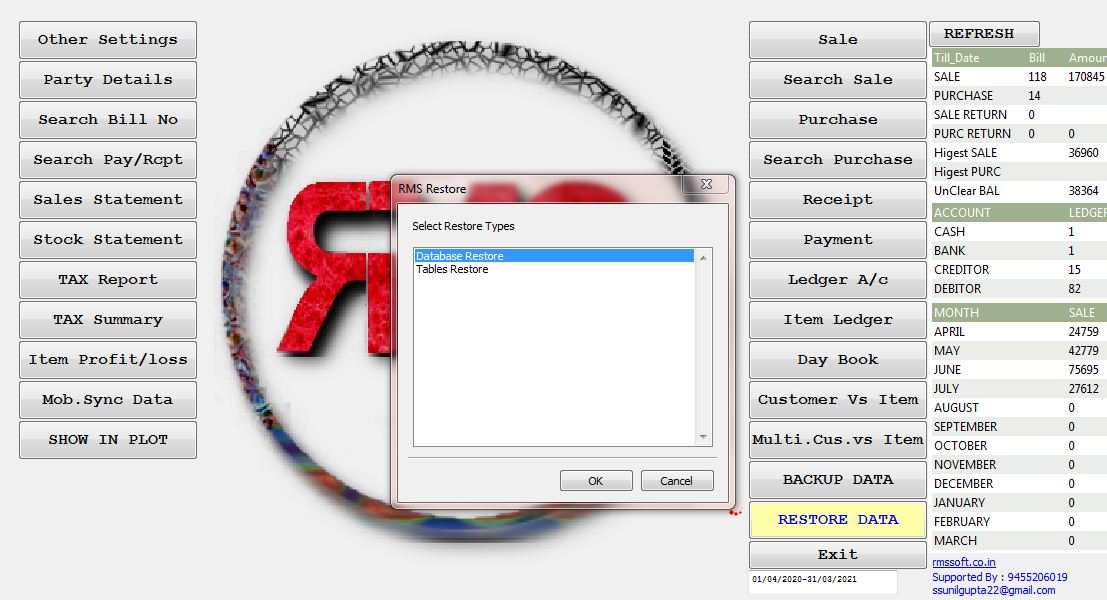 Other Settings
Party Details
Search Bill No
Search Pay/Rcpt
Sales Statement
Stock Statement
TAX Report
TAX Summary
Item Profit/loss
Mob.Sync Data
SHOW IN PLOT
RMS Restore
Select Restore Types
Database Restore
Tables Restore
OK Cancel
Sale
Search Sale
Purchase
Search Purchase
Receipt
Payment
Ledger A/c
Item Ledger
Day Book
Customer Vs Item
Multi.Cus.vs Item
BACKUP DATA
RESTORE DATA
Exit
01/04/2020-31/03/2021
REFRESH
Till_Date Bill Amoun
SALE 118 170845
PURCHASE 14
SALE RETURN 0
PURC RETURN 0 0
Higest SALE 36960
Higest PURC
UnClear BAL 38364
ACCOUNT LEDGER
CASH 1
BANK 1
CREDITOR 15
DEBITOR 82
MONTH SALE
APRIL 24759
MAY 42779
JUNE 75695
JULY 27612
AUGUST 0
SEPTEMBER 0
OCTOBER 0
NOVEMBER 0
DECEMBER 0
JANUARY 0
FEBRUARY 0
MARCH 0
rmssoft.co.in
Supported By : 9455206019
ssunilgupta22@gmail.com